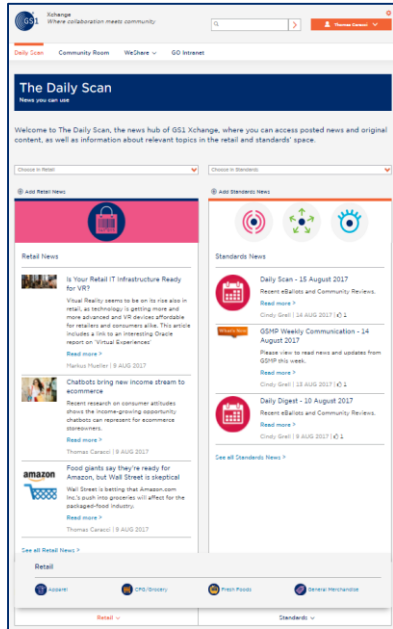 GS1
Xchange
Where collaboration meets community
Thomas Caracci
Daily Scan Community Room WeShare GO Intranet
The Daily Scan
News you can use
Welcome to The Daily Scan, the news hub of GS1 Xchange, where you can access posted news and original
content, as well as information about relevant topics in the retail and standards' space.
Choose in Retail
Choose in Standards
Add Retail News
Add Standards News
Retail News
Is Your Retail IT Infrastructure Ready
for VR?
Vitual Reality seems to be on its rise also in
retail, as technology is getting more and
more advanced and VR devices affordable
for retailers and consumers alike. This article
includes a link to an interesting Oracle
report on 'Virtual Experiences'
Read more >
Markus Mueller | 9 AUG 2017
Chatbots bring new income stream to
ecommerce
Recent research on consumer attitudes
shows the income-growing opportunity
chatbots can represent for ecommerce
storeowners.
Read more >
Thomas Caracci | 9 AUG 2017
amazon
Food giants say they're ready for
Amazon, but Wall Street is skeptical
Wall Street is betting that Amazon.com
Inc.'s push into groceries will affect for the
packaged-food industry.
Read more >
Thomas Caracci | 9 AUG 2017
See all Retail News >
Standards News
Daily Scan - 15 August 2017
Recent eBallots and Community Reviews.
Read more >
Cindy Grell | 14 AUG 2017 | 1
GSMP Weekly Communication - 14
August 2017
Please view to read news and updates from
GSMP this week.
Read more >
Cindy Grell | 13 AUG 2017 | 1
Daily Digest - 10 August 2017
Recent eBallots and Community Reviews.
Read more >
Cindy Grell | 9 AUG 2017 | 1
See all Standards News >
Retail
Apparel CPG/Grocery Fresh Foods General Merchandise
Retail Standards